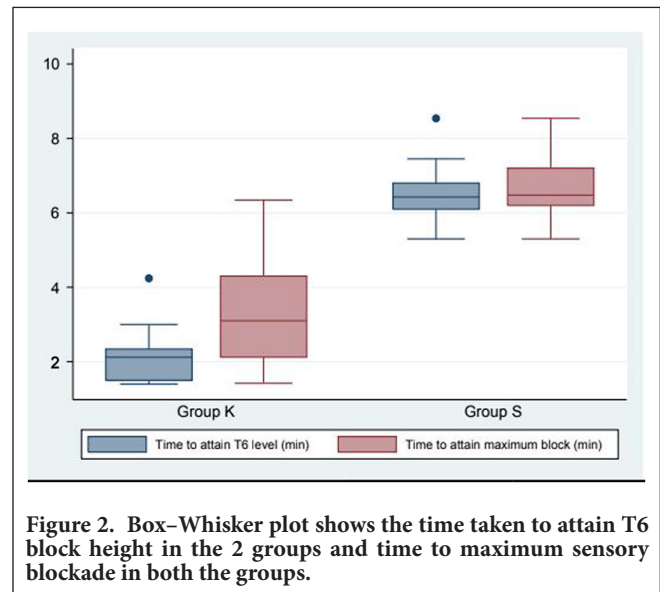 10
8
6
4
2
Group K
Group S
Time to attain T6 level (min)
Time to attain maximum block (min)
Figure 2. Box–Whisker plot shows the time taken to attain T6
block height in the 2 groups and time to maximum sensory
blockade in both the groups.